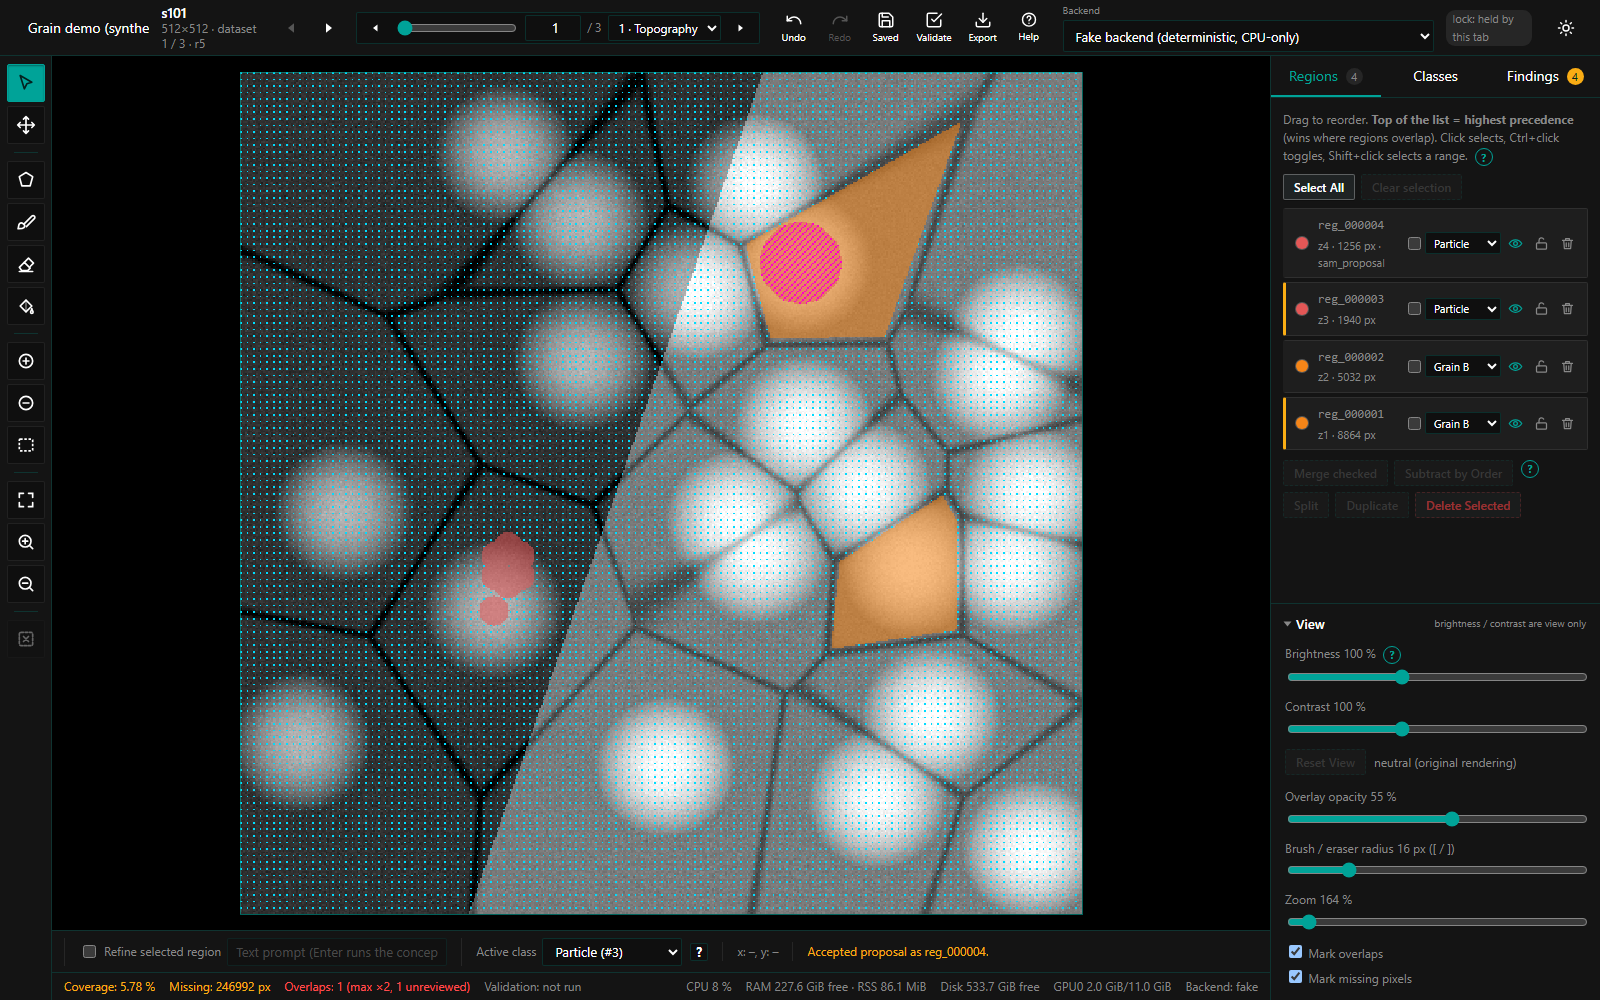 Grain demo (synthe
s101
512×512 · dataset
1 / 3 · r5
1
/ 3
1 · Topography
Undo
Redo
Saved
Validate
Export
Help
Backend
Fake backend (deterministic, CPU-only)
lock: held by
this tab
Regions 4
Classes
Findings 4
Drag to reorder. Top of the list = highest precedence
(wins where regions overlap). Click selects, Ctrl+click
toggles, Shift+click selects a range. ?
Select All
Clear selection
reg_000004
z4 · 1256 px ·
sam_proposal
Particle
reg_000003
z3 · 1940 px
Particle
reg_000002
z2 · 5032 px
Grain B
reg_000001
z1 · 8864 px
Grain B
Merge checked
Subtract by Order
?
Split
Duplicate
Delete Selected
View
brightness / contrast are view only
Brightness 100 % ?
Contrast 100 %
Reset View
neutral (original rendering)
Overlay opacity 55 %
Brush / eraser radius 16 px ([ / ])
Zoom 164 %
Mark overlaps
Mark missing pixels
Refine selected region
Text prompt (Enter runs the concep
Active class
Particle (#3)
?
x: –, y: –
Accepted proposal as reg_000004.
Coverage: 5.78 %
Missing: 246992 px
Overlaps: 1 (max ×2, 1 unreviewed)
Validation: not run
CPU 8 %
RAM 227.6 GiB free · RSS 86.1 MiB
Disk 533.7 GiB free
GPU0 2.0 GiB/11.0 GiB
Backend: fake